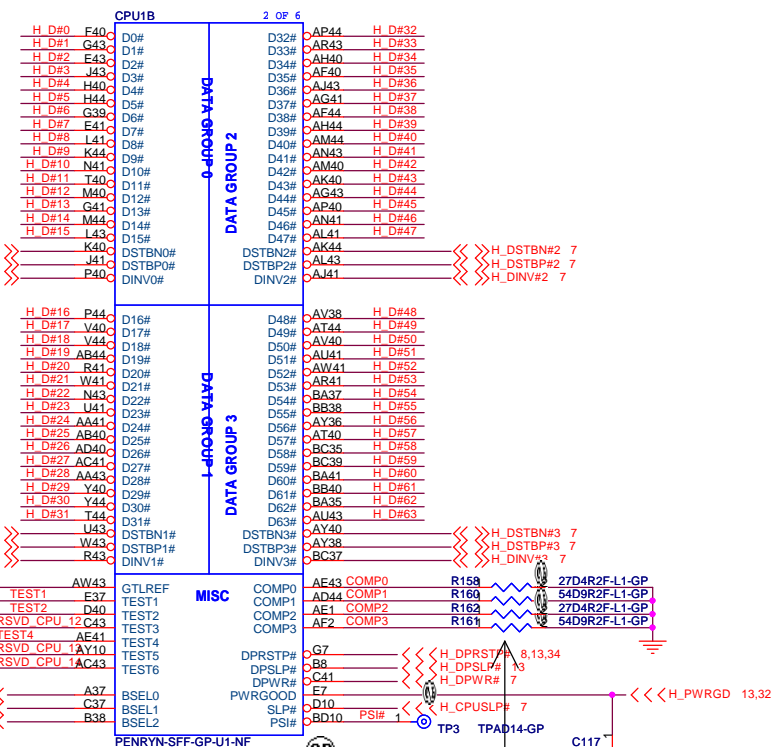 CPU1B 2 OF 6
H_D#0 F40 D0# D32# AP44 H_D#32
H_D#1 G43 D1# D33# AR43 H_D#33
H_D#2 E43 D2# D34# AH40 H_D#34
H_D#3 J43 D3# D35# AF40 H_D#35
H_D#4 H40 D4# D36# AJ43 H_D#36
H_D#5 H44 D5# D37# AG41 H_D#37
H_D#6 G39 D6# D38# AF44 H_D#38
H_D#7 E41 D7# D39# AH44 H_D#39
H_D#8 L41 D8# D40# AM44 H_D#40
H_D#9 K44 D9# D41# AN43 H_D#41
H_D#10 N41 D10# D42# AM40 H_D#42
H_D#11 T40 D11# D43# AK40 H_D#43
H_D#12 M40 D12# D44# AG43 H_D#44
H_D#13 G41 D13# D45# AP40 H_D#45
H_D#14 M44 D14# D46# AN41 H_D#46
H_D#15 L43 D15# D47# AL41 H_D#47
K40 DSTBN0# DSTBN2# AK44 H_DSTBN#2 7
J41 DSTBP0# DSTBP2# AL43 H_DSTBP#2 7
P40 DINV0# DINV2# AJ41 H_DINV#2 7
DATA GROUP 0
DATA GROUP 2
H_D#16 P44 D16# D48# AV38 H_D#48
H_D#17 V40 D17# D49# AT44 H_D#49
H_D#18 V44 D18# D50# AV40 H_D#50
H_D#19 AB44 D19# D51# AU41 H_D#51
H_D#20 R41 D20# D52# AW41 H_D#52
H_D#21 W41 D21# D53# AR41 H_D#53
H_D#22 N43 D22# D54# BA37 H_D#54
H_D#23 U41 D23# D55# BB38 H_D#55
H_D#24 AA41 D24# D56# AY36 H_D#56
H_D#25 AB40 D25# D57# AT40 H_D#57
H_D#26 AD40 D26# D58# BC35 H_D#58
H_D#27 AC41 D27# D59# BC39 H_D#59
H_D#28 AA43 D28# D60# BA41 H_D#60
H_D#29 Y40 D29# D61# BB40 H_D#61
H_D#30 Y44 D30# D62# BA35 H_D#62
H_D#31 T44 D31# D63# AU43 H_D#63
U43 DSTBN1# DSTBN3# AY40 H_DSTBN#3 7
W43 DSTBP1# DSTBP3# AY38 H_DSTBP#3 7
R43 DINV1# DINV3# BC37 H_DINV#3 7
DATA GROUP 1
DATA GROUP 3
MISC
AW43 GTLREF COMP0 AE43 COMP0 R158 27D4R2F-L1-GP
TEST1 E37 TEST1 COMP1 AD44 COMP1 R160 54D9R2F-L1-GP
TEST2 D40 TEST2 COMP2 AE1 COMP2 R162 27D4R2F-L1-GP
RSVD_CPU_12 C43 TEST3 COMP3 AF2 COMP3 R161 54D9R2F-L1-GP
TEST4 AE41 TEST4
AY10 TEST5 DPRSTP# G7 H_DPRSTP# 8,13,34
AC43 TEST6 DPSLP# B8 H_DPSLP# 13
DPWR# C41 H_DPWR# 7
A37 BSEL0 PWRGOOD E7 H_PWRGD 13,32
C37 BSEL1 SLP# D10 H_CPUSLP# 7
B38 BSEL2 PSI# BD10 PSI# 1 TP3 TPAD14-GP
PENRYN-SFF-GP-U1-NF
C117 1